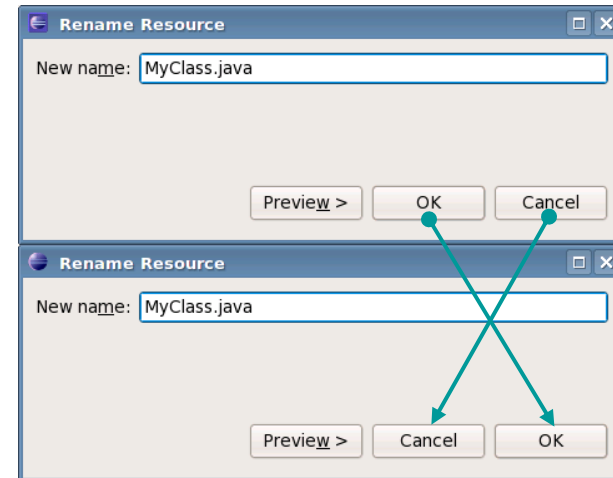 Rename Resource
New name: MyClass.java
Preview > OK Cancel
Rename Resource
New name: MyClass.java
Preview > Cancel OK